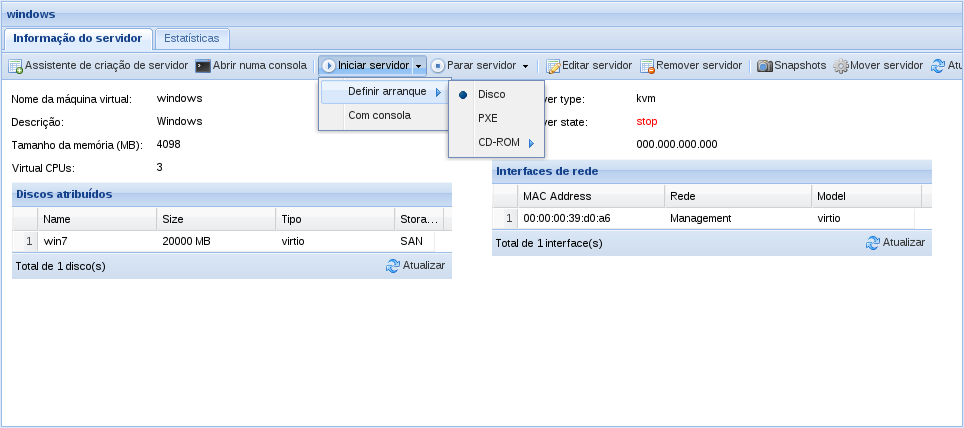 windows
Informação do servidor Estatísticas
Assistente de criação de servidor Abrir numa consola Iniciar servidor Parar servidor Editar servidor Remover servidor Snapshots Mover servidor Atu
Definir arranque
Com consola
Disco
PXE
CD-ROM
Nome da máquina virtual: windows
Descrição: Windows
Tamanho da memória (MB): 4098
Virtual CPUs: 3
er type: kvm
er state: stop
000.000.000.000
Discos atribuídos
Name Size Tipo Stora...
1 win7 20000 MB virtio SAN
Total de 1 disco(s) Atualizar
Interfaces de rede
MAC Address Rede Model
1 00:00:00:39:d0:a6 Management virtio
Total de 1 interface(s) Atualizar